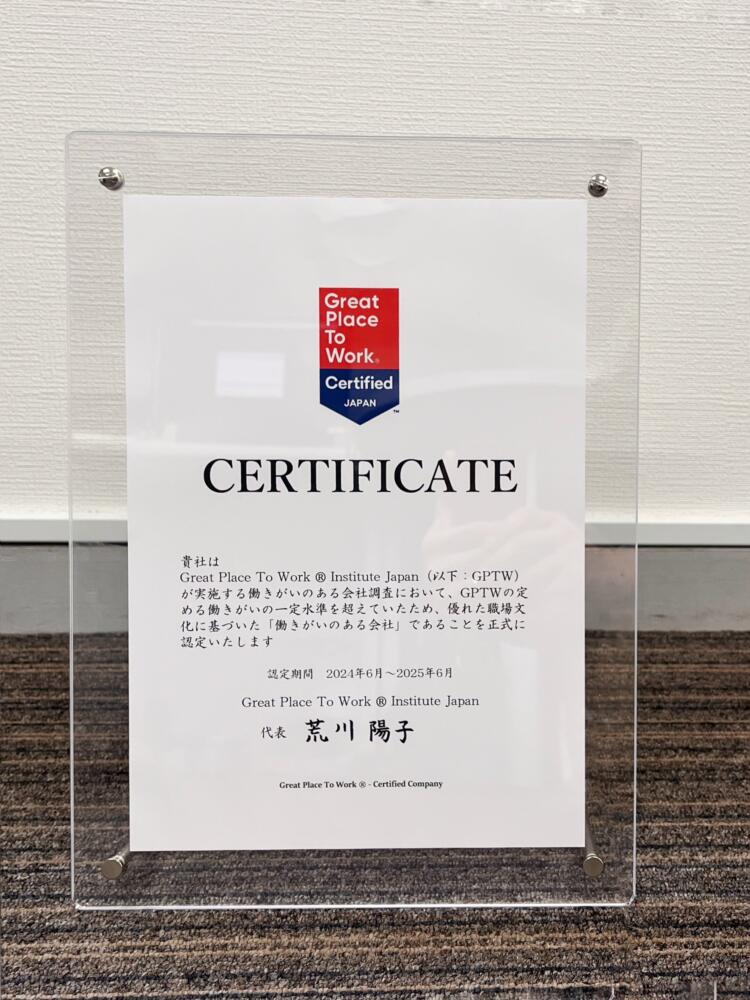 Great
Place
To
Work®
Certified
JAPAN
™
CERTIFICATE
貴社は
Great Place To Work ® Institute Japan（以下：GPTW）
が実施する働きがいのある会社調査において、GPTWの定
める働きがいの一定水準を超えていたため、優れた職場文
化に基づいた「働きがいのある会社」であることを正式に
認定いたします
認定期間　2024年6月～2025年6月
Great Place To Work ® Institute Japan
代表 荒川 陽子
Great Place To Work ® - Certified Company